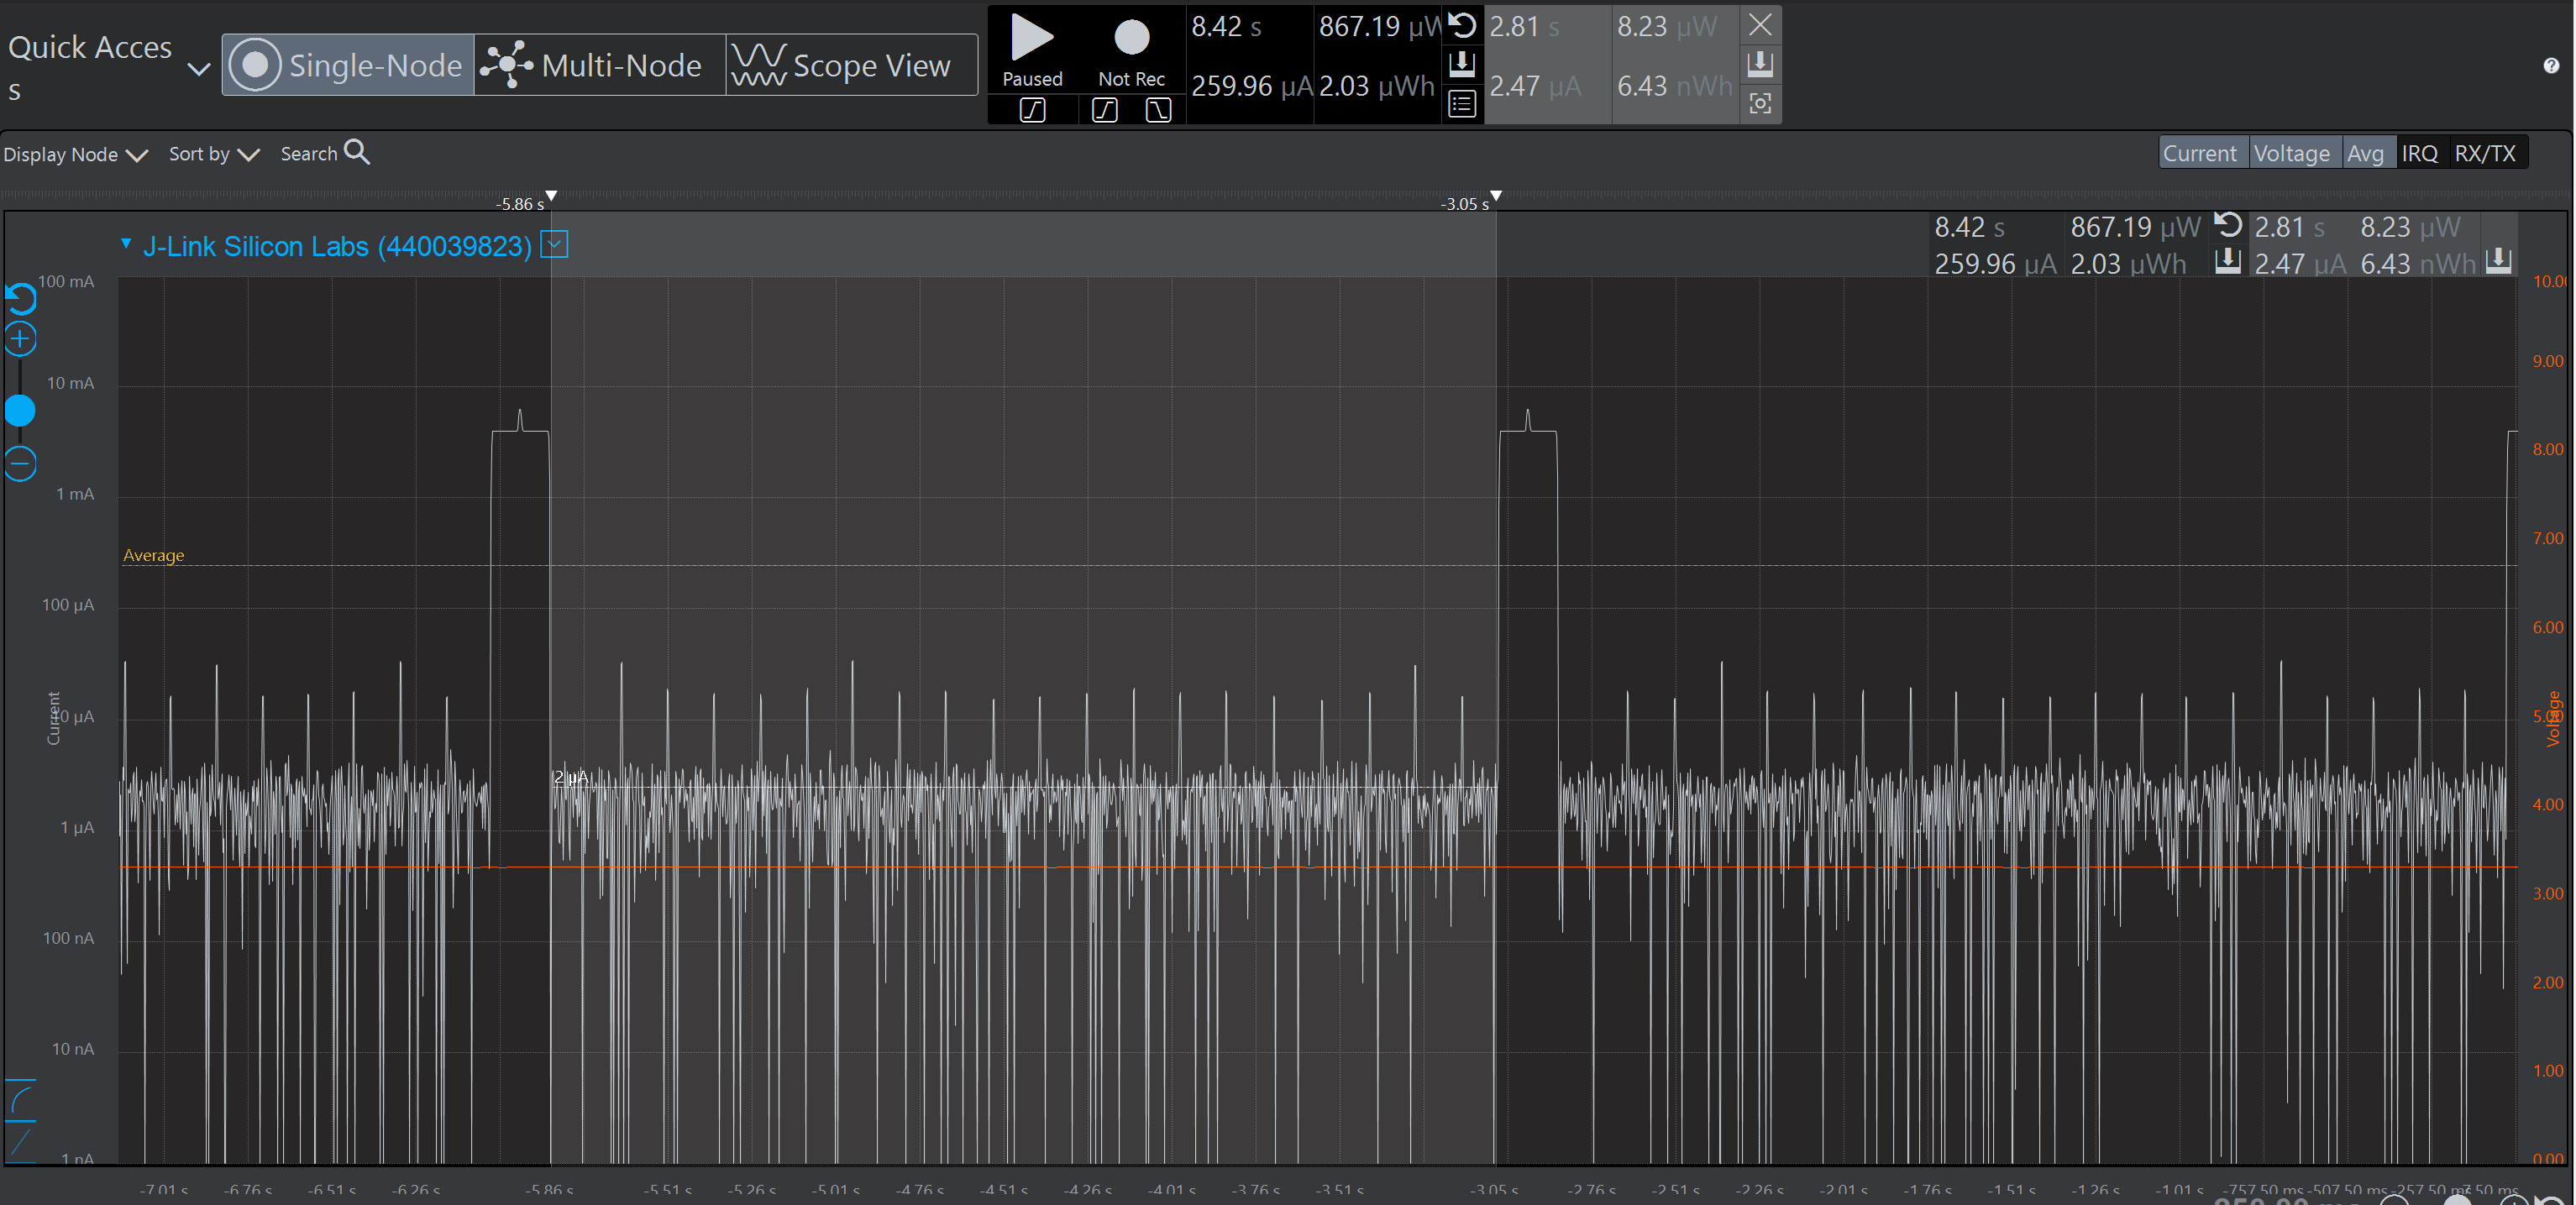 Quick Acces
s
Single-Node
Multi-Node
Scope View
Paused
Not Rec
8.42 s
867.19 µW
259.96 µA
2.03 µWh
2.81 s
8.23 µW
2.47 µA
6.43 nWh
?
Display Node
Sort by
Search
Current
Voltage
Avg
IRQ
RX/TX
-5.86 s
-3.05 s
J-Link Silicon Labs (440039823)
8.42 s
867.19 µW
2.81 s
8.23 µW
259.96 µA
2.03 µWh
2.47 µA
6.43 nWh
100 mA
10 mA
1 mA
100 µA
10 µA
1 µA
100 nA
10 nA
1 nA
Current
Average
2 µA
10.00
9.00
8.00
7.00
6.00
5.00
4.00
3.00
2.00
1.00
0.00
Voltage
-7.01 s
-6.76 s
-6.51 s
-6.26 s
-5.86 s
-5.51 s
-5.26 s
-5.01 s
-4.76 s
-4.51 s
-4.26 s
-4.01 s
-3.76 s
-3.51 s
-3.05 s
-2.76 s
-2.51 s
-2.26 s
-2.01 s
-1.76 s
-1.51 s
-1.26 s
-1.01 s
-757.50 ms
-507.50 ms
-257.50 ms
-7.50 ms